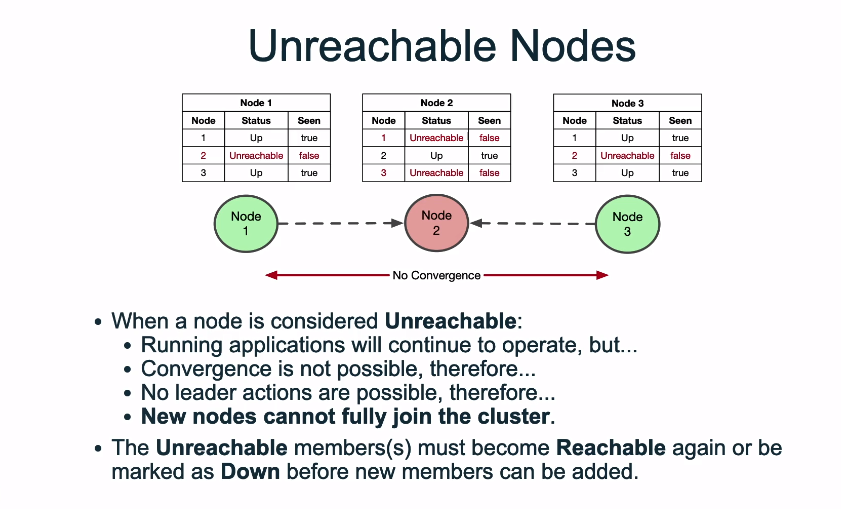 Unreachable Nodes
Node 1
Node Status Seen
1 Up true
2 Unreachable false
3 Up true
Node 2
Node Status Seen
1 Unreachable false
2 Up true
3 Unreachable false
Node 3
Node Status Seen
1 Up true
2 Unreachable false
3 Up true
Node
1
Node
2
Node
3
No Convergence
• When a node is considered Unreachable:
• Running applications will continue to operate, but...
• Convergence is not possible, therefore...
• No leader actions are possible, therefore...
• New nodes cannot fully join the cluster.
• The Unreachable members(s) must become Reachable again or be
marked as Down before new members can be added.